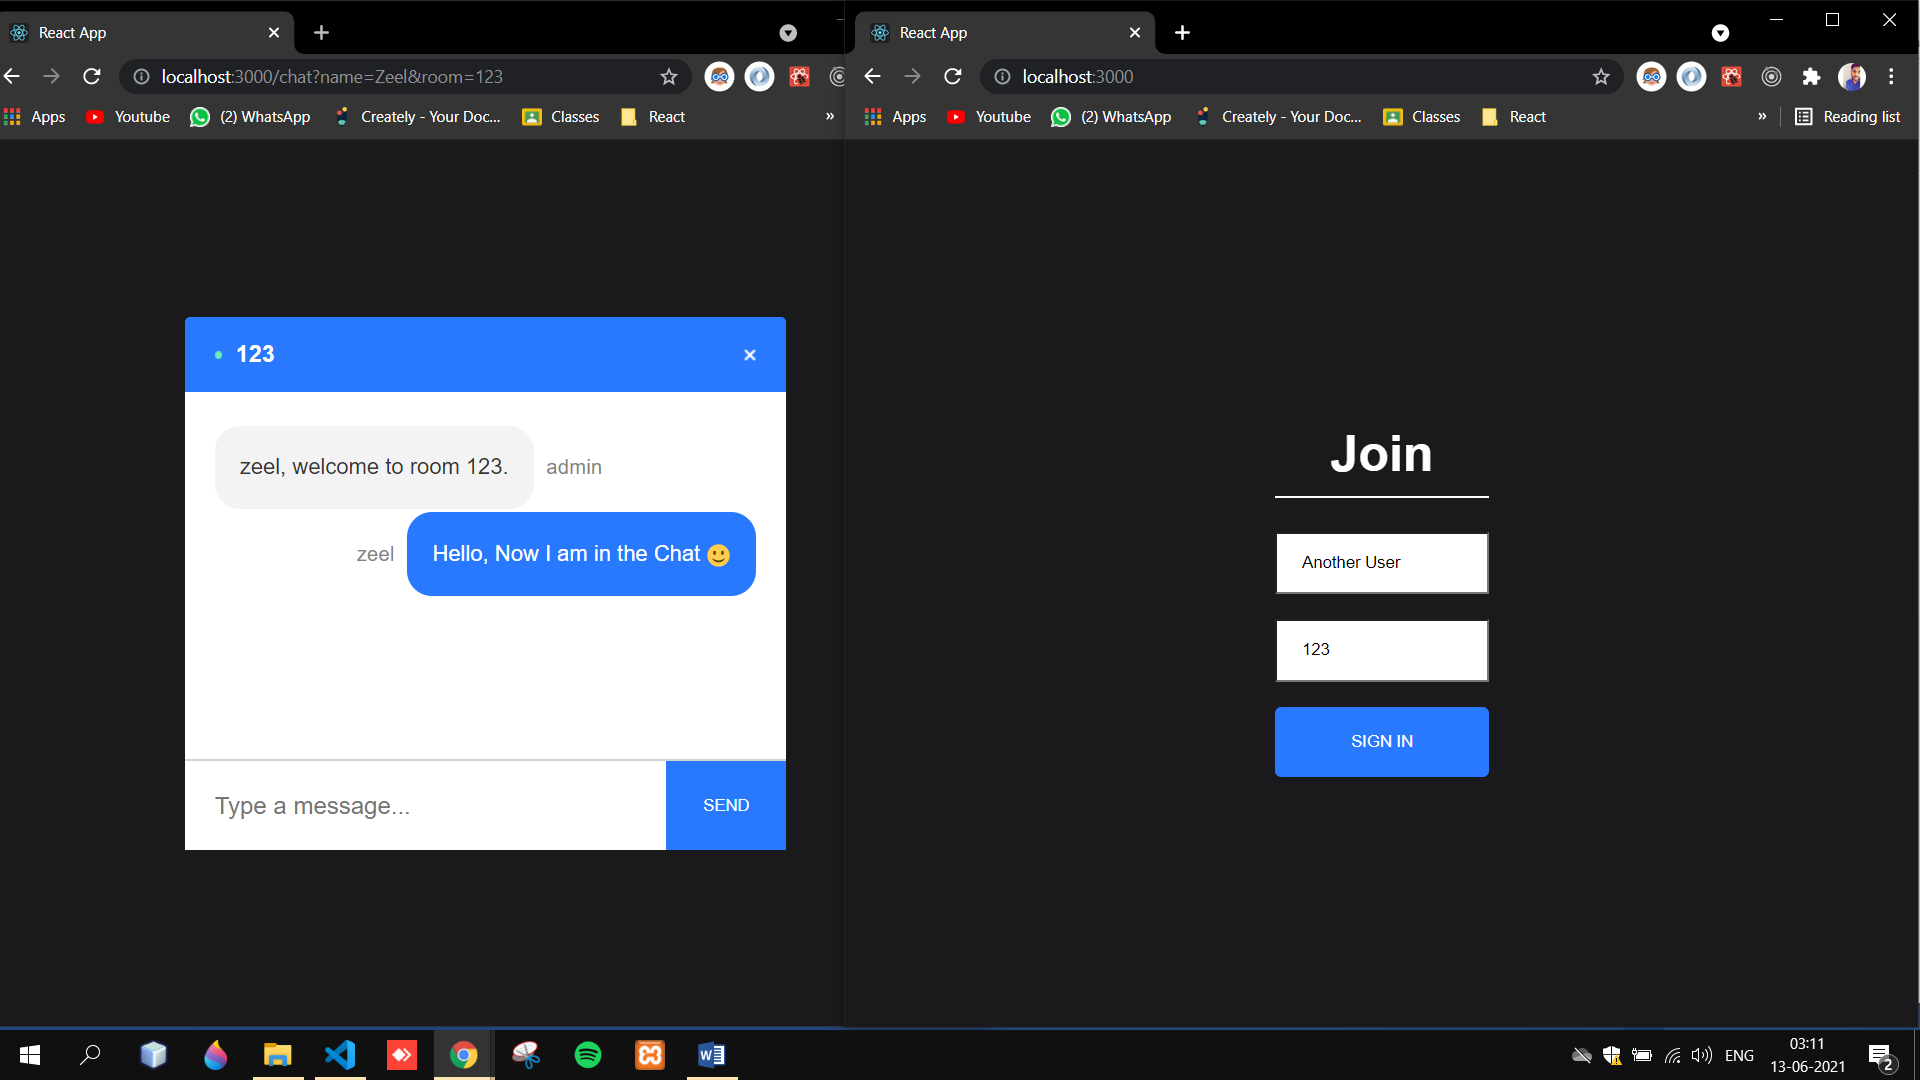 React App
localhost:3000/chat?name=Zeel&room=123
Apps
Youtube
(2) WhatsApp
Creately - Your Doc...
Classes
React
»
123
zeel, welcome to room 123.
admin
zeel
Hello, Now I am in the Chat 🙂
Type a message...
SEND
React App
localhost:3000
Apps
Youtube
(2) WhatsApp
Creately - Your Doc...
Classes
React
»
Reading list
Join
Another User
123
SIGN IN
ENG
03:11
13-06-2021
2